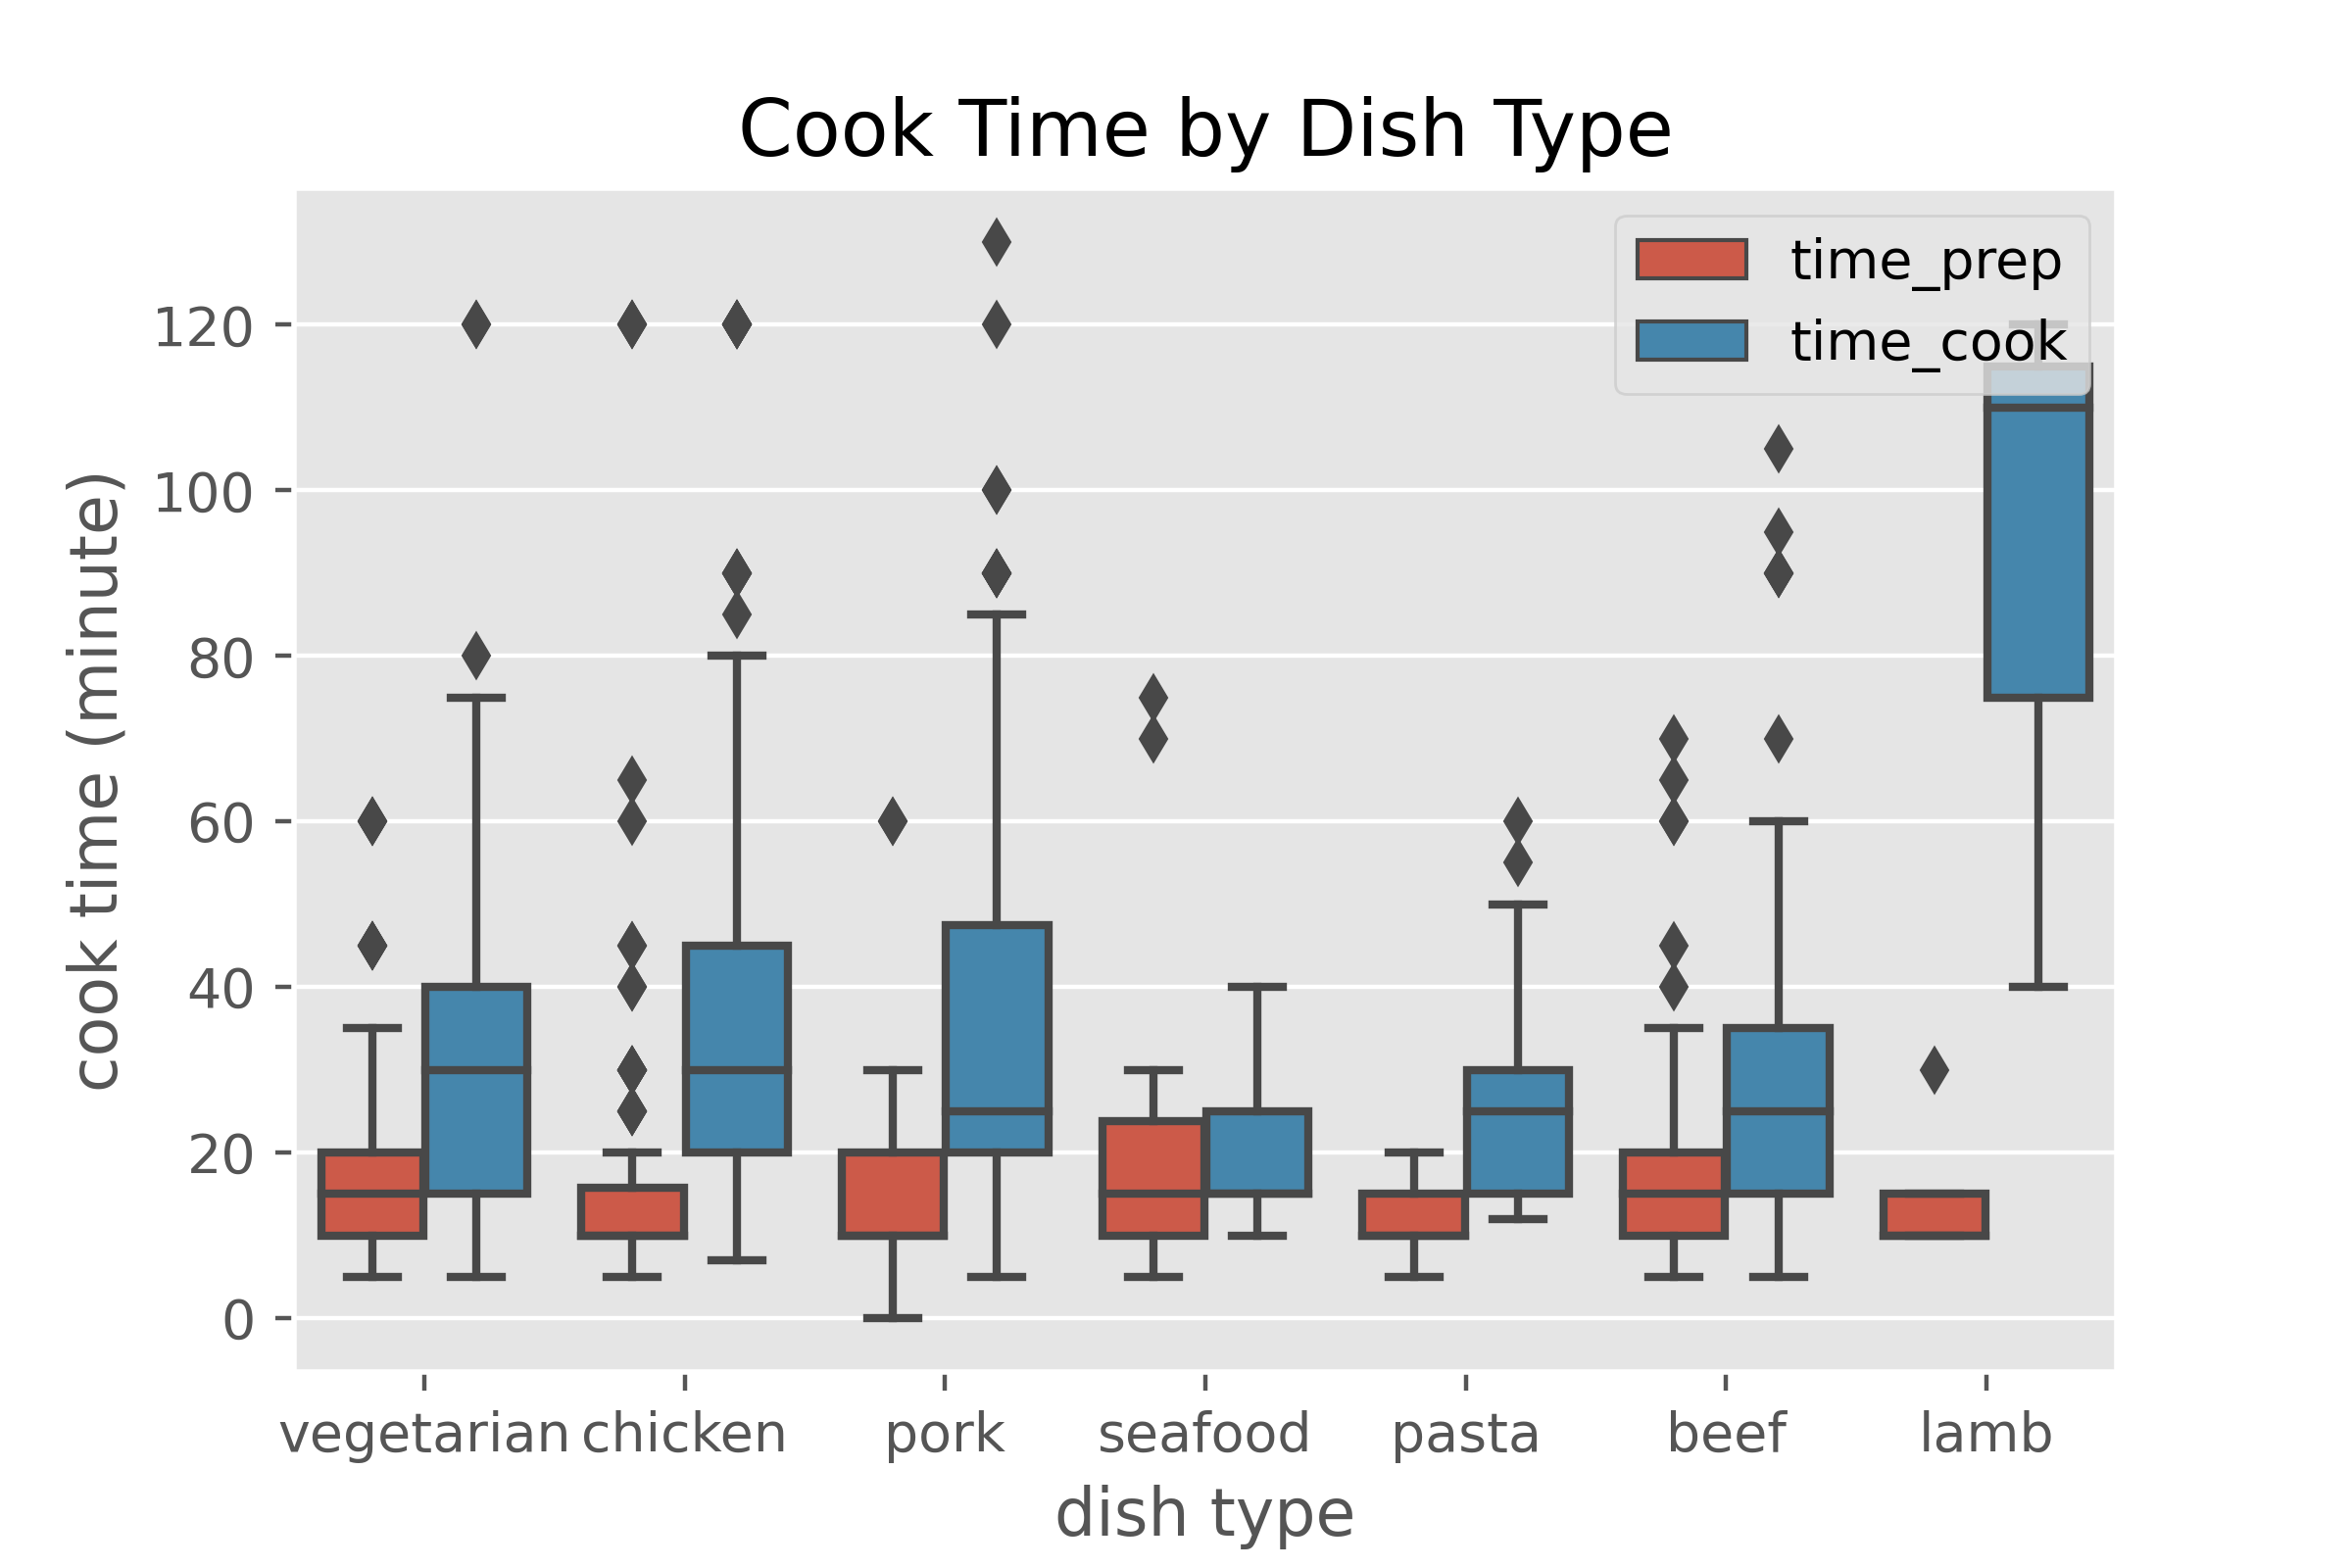 Cook Time by Dish Type
time_prep
time_cook
cook time (minute)
120
100
80
60
40
20
0
vegetarian chicken pork seafood pasta beef lamb
dish type